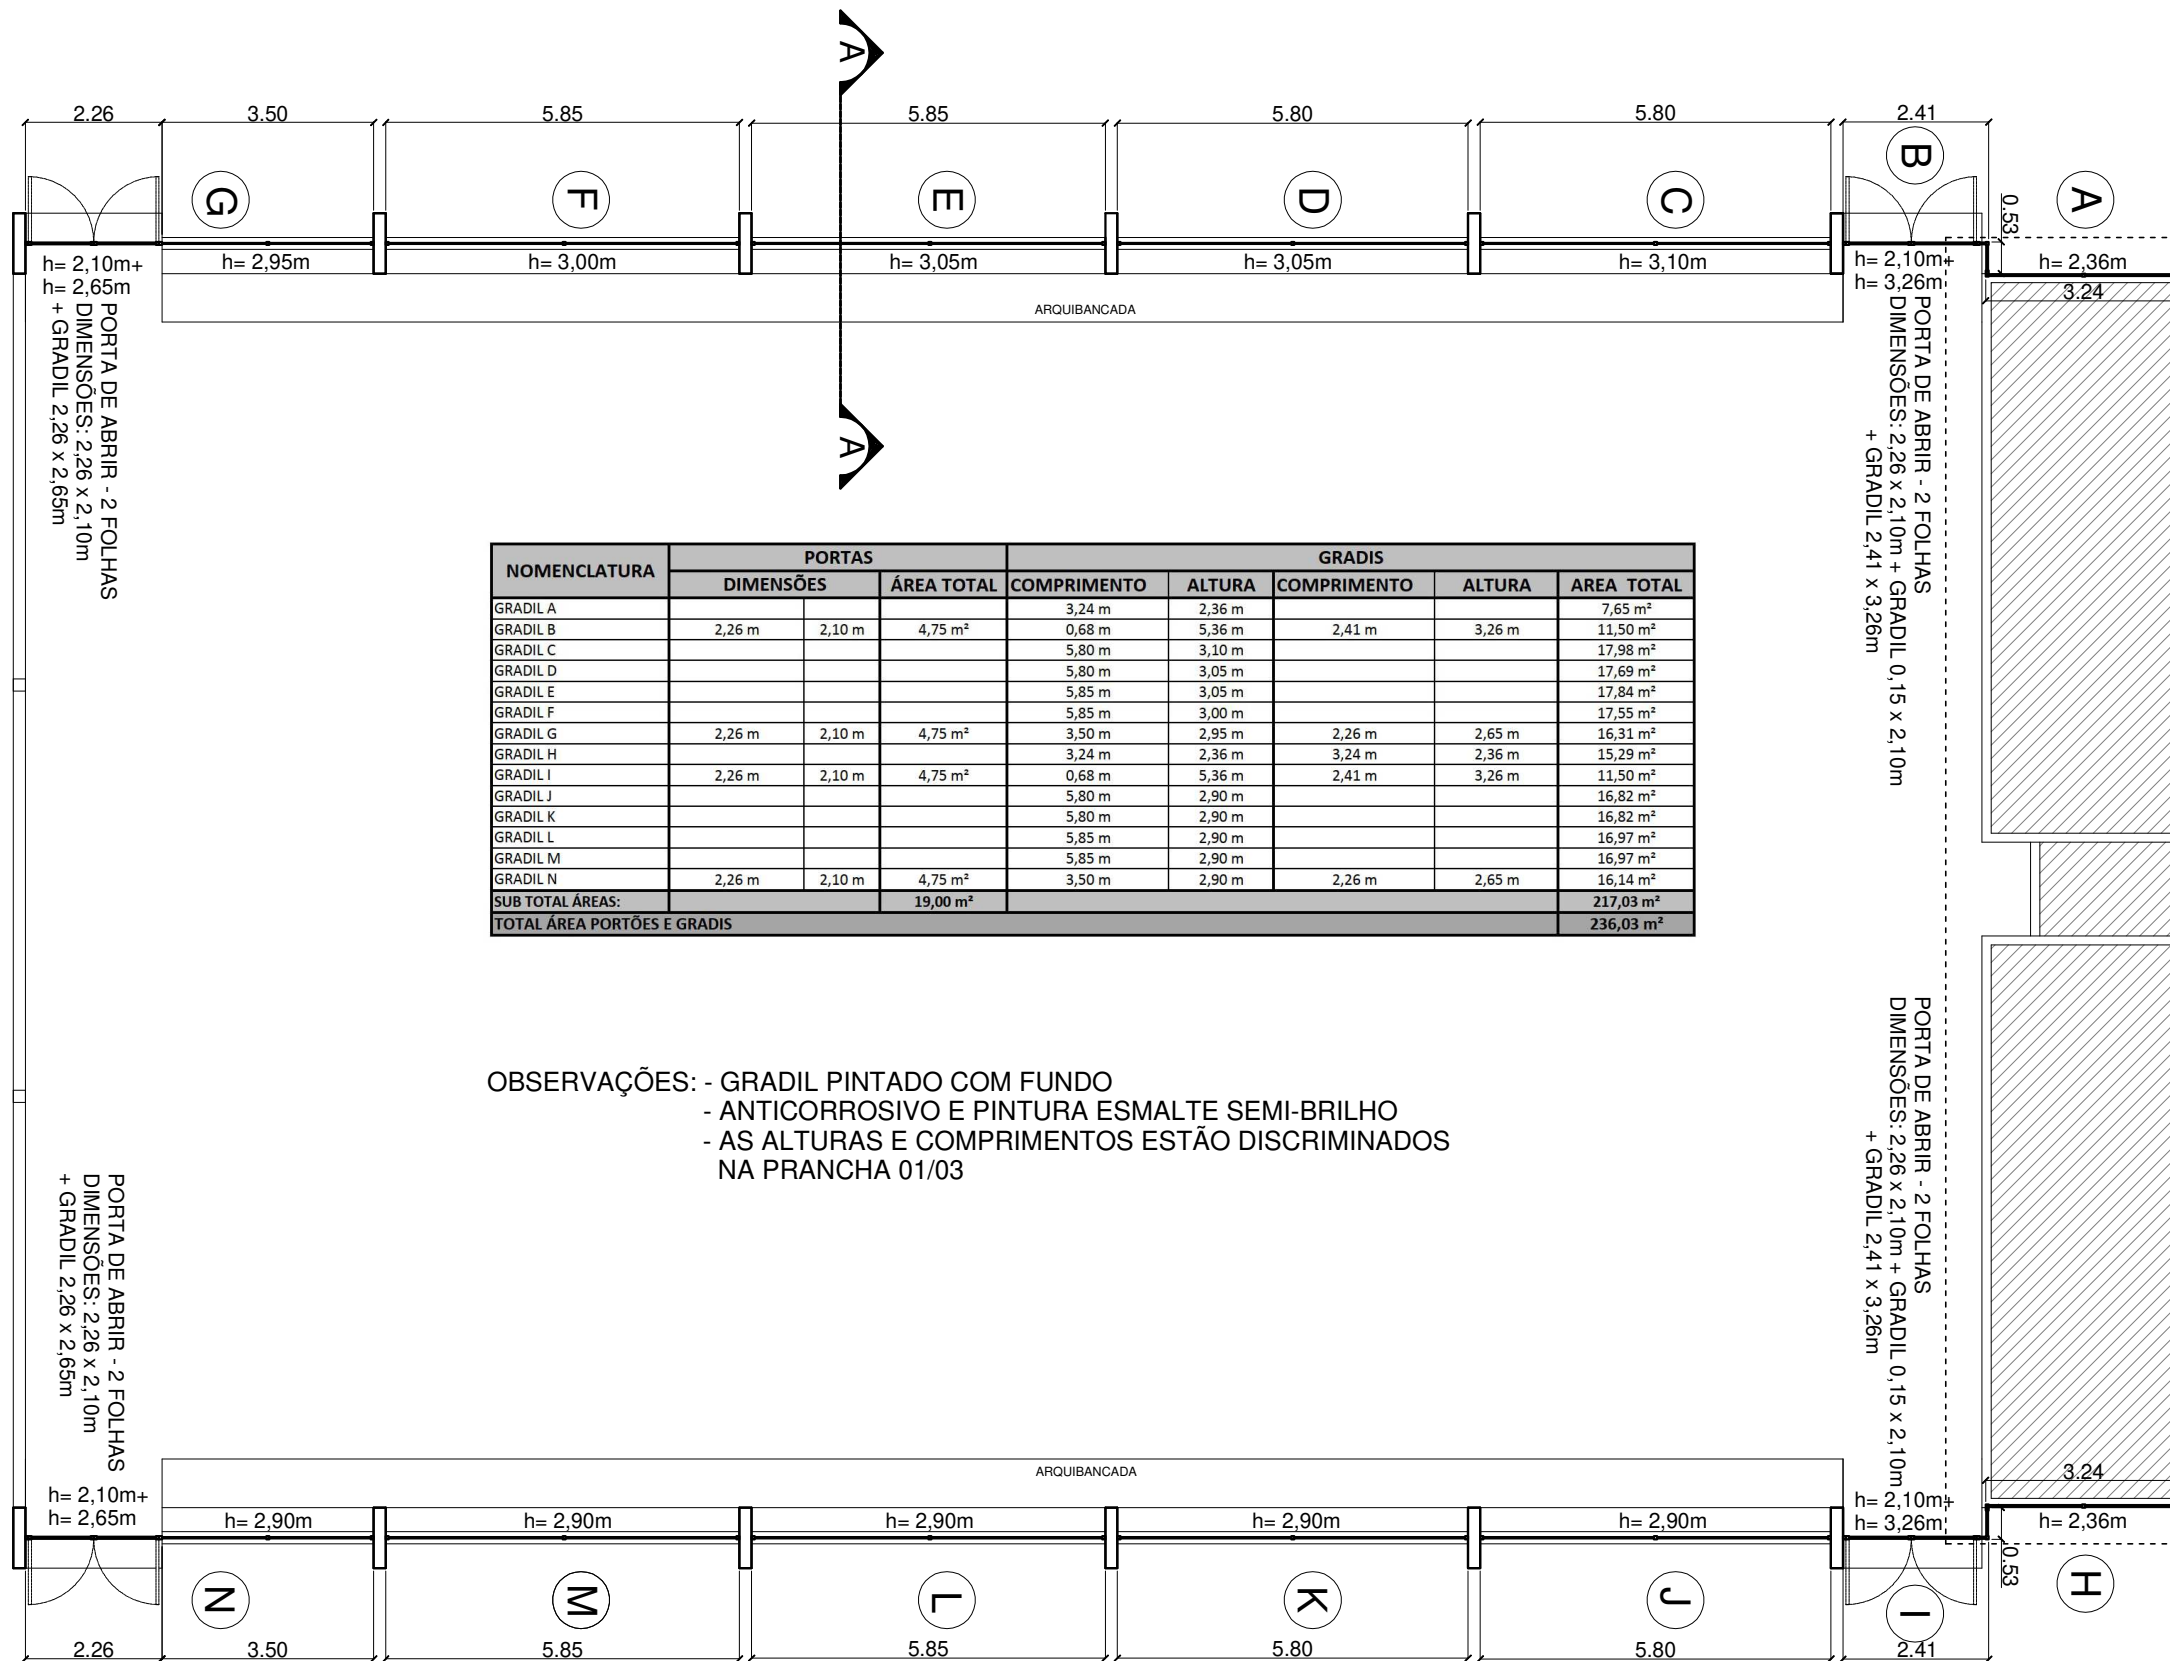 A
2.26 3.50 5.85 5.85 5.80 5.80 2.41
G F E D C B A
0.53
h= 2,10m+
h= 2,65m
h= 2,95m h= 3,00m h= 3,05m h= 3,05m h= 3,10m
h= 2,10m+
h= 3,26m
h= 2,36m
3.24
ARQUIBANCADA
PORTA DE ABRIR - 2 FOLHAS
DIMENSÕES: 2,26 x 2,10m
+ GRADIL 2,26 x 2,65m
PORTA DE ABRIR - 2 FOLHAS
DIMENSÕES: 2,26 x 2,10m + GRADIL 0,15 x 2,10m
+ GRADIL 2,41 x 3,26m
A
NOMENCLATURA PORTAS GRADIS
DIMENSÕES ÁREA TOTAL COMPRIMENTO ALTURA COMPRIMENTO ALTURA AREA TOTAL
GRADIL A 3,24 m 2,36 m 7,65 m²
GRADIL B 2,26 m 2,10 m 4,75 m² 0,68 m 5,36 m 2,41 m 3,26 m 11,50 m²
GRADIL C 5,80 m 3,10 m 17,98 m²
GRADIL D 5,80 m 3,05 m 17,69 m²
GRADIL E 5,85 m 3,05 m 17,84 m²
GRADIL F 5,85 m 3,00 m 17,55 m²
GRADIL G 2,26 m 2,10 m 4,75 m² 3,50 m 2,95 m 2,26 m 2,65 m 16,31 m²
GRADIL H 3,24 m 2,36 m 3,24 m 2,36 m 15,29 m²
GRADIL I 2,26 m 2,10 m 4,75 m² 0,68 m 5,36 m 2,41 m 3,26 m 11,50 m²
GRADIL J 5,80 m 2,90 m 16,82 m²
GRADIL K 5,80 m 2,90 m 16,82 m²
GRADIL L 5,85 m 2,90 m 16,97 m²
GRADIL M 5,85 m 2,90 m 16,97 m²
GRADIL N 2,26 m 2,10 m 4,75 m² 3,50 m 2,90 m 2,26 m 2,65 m 16,14 m²
SUB TOTAL ÁREAS: 19,00 m² 217,03 m²
TOTAL ÁREA PORTÕES E GRADIS 236,03 m²
OBSERVAÇÕES: - GRADIL PINTADO COM FUNDO
- ANTICORROSIVO E PINTURA ESMALTE SEMI-BRILHO
- AS ALTURAS E COMPRIMENTOS ESTÃO DISCRIMINADOS
NA PRANCHA 01/03
PORTA DE ABRIR - 2 FOLHAS
DIMENSÕES: 2,26 x 2,10m
+ GRADIL 2,26 x 2,65m
PORTA DE ABRIR - 2 FOLHAS
DIMENSÕES: 2,26 x 2,10m + GRADIL 0,15 x 2,10m
+ GRADIL 2,41 x 3,26m
ARQUIBANCADA
3.24
h= 2,10m+
h= 2,65m
h= 2,90m h= 2,90m h= 2,90m h= 2,90m h= 2,90m
h= 2,10m+
h= 3,26m
h= 2,36m
0.53
N M L K J I H
2.26 3.50 5.85 5.85 5.80 5.80 2.41